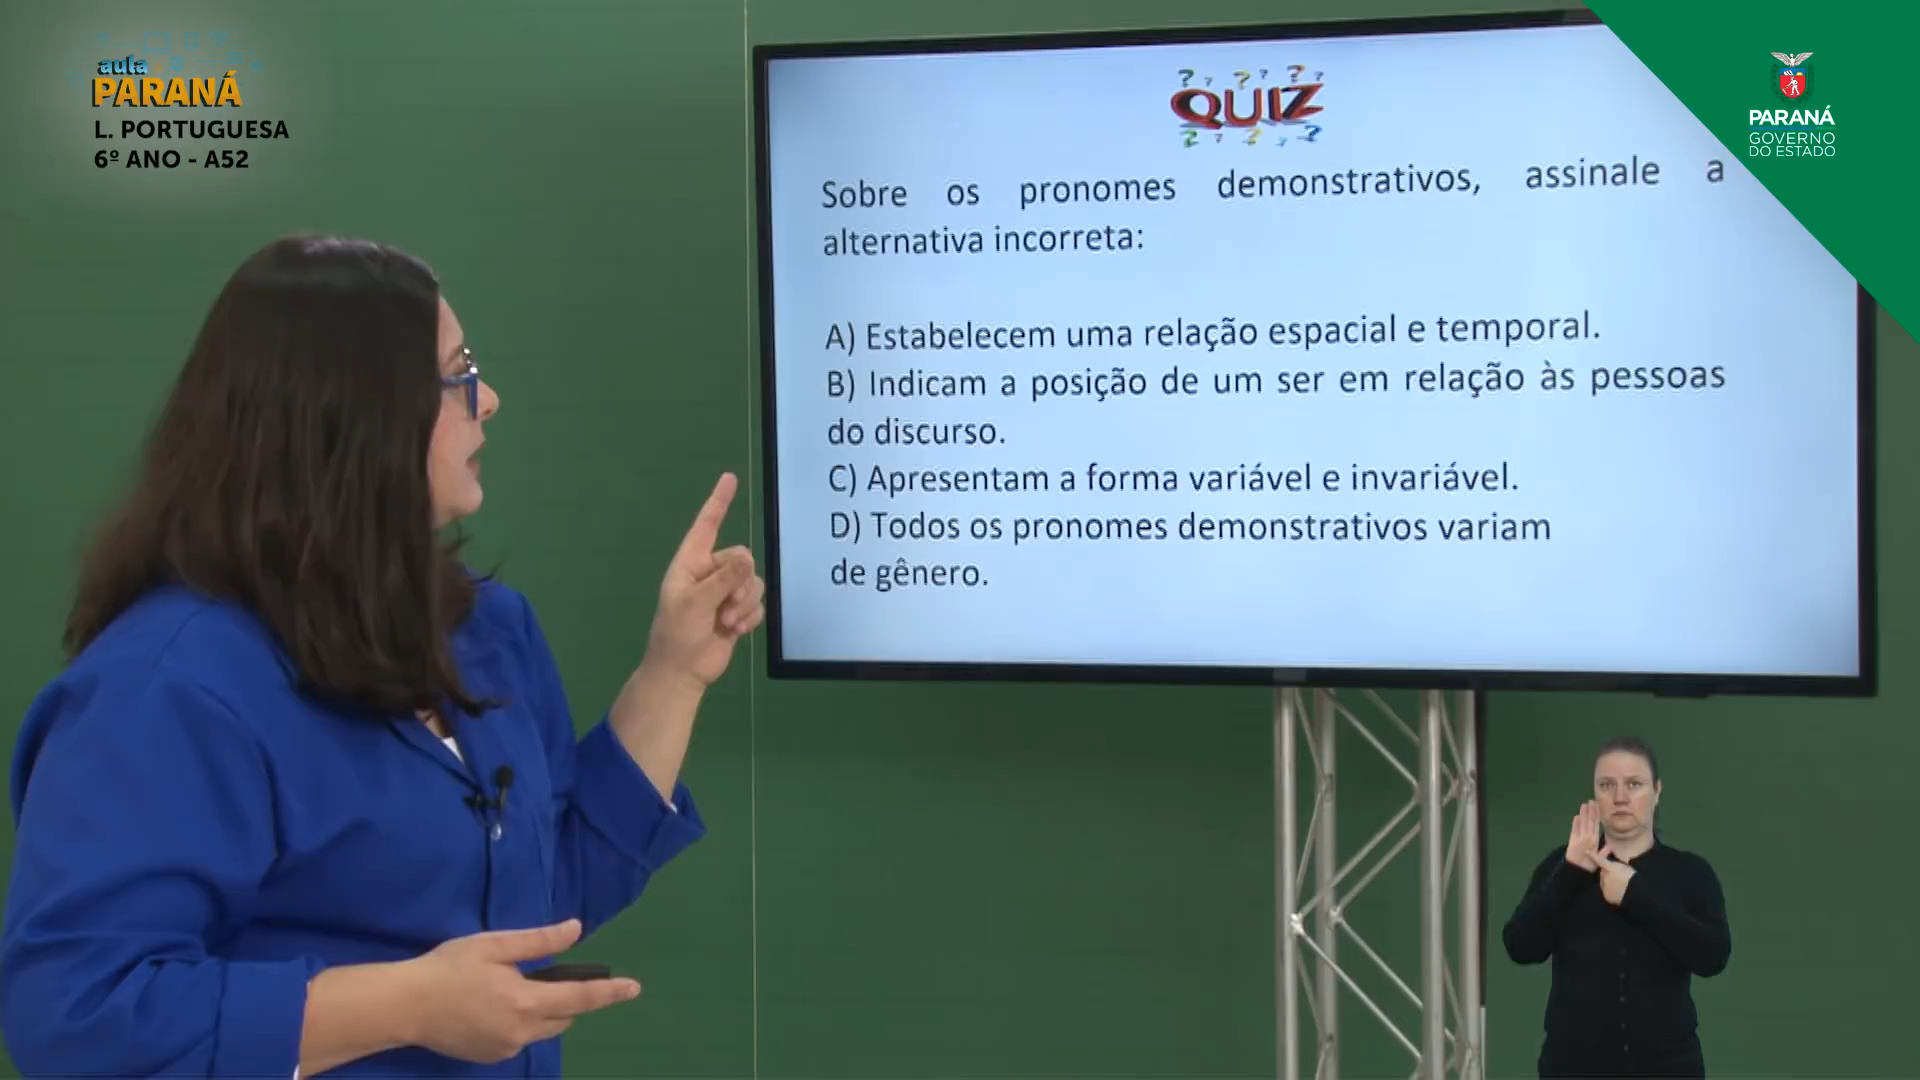 aula
PARANÁ
L. PORTUGUESA
6º ANO - A52
QUIZ
Sobre os pronomes demonstrativos, assinale a
alternativa incorreta:
A) Estabelecem uma relação espacial e temporal.
B) Indicam a posição de um ser em relação às pessoas
do discurso.
C) Apresentam a forma variável e invariável.
D) Todos os pronomes demonstrativos variam
de gênero.
PARANÁ
GOVERNO
DO ESTADO